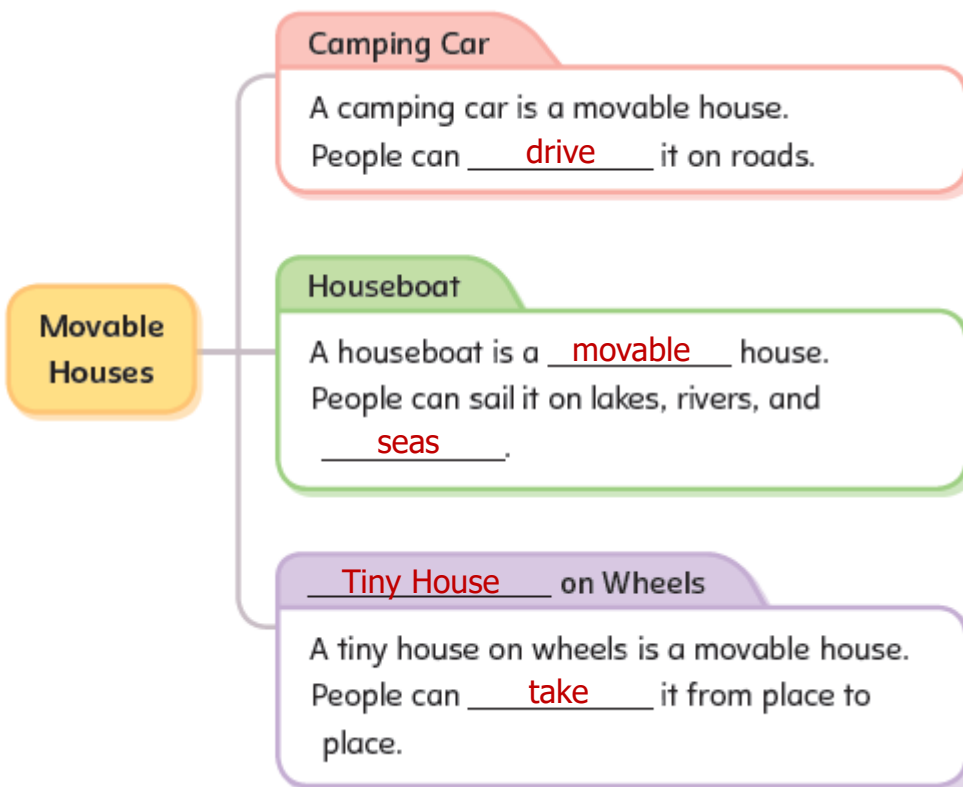 Camping Car
A camping car is a movable house.
People can drive it on roads.
Movable
Houses
Houseboat
A houseboat is a movable house.
People can sail it on lakes, rivers, and
seas.
Tiny House on Wheels
A tiny house on wheels is a movable house.
People can take it from place to
place.